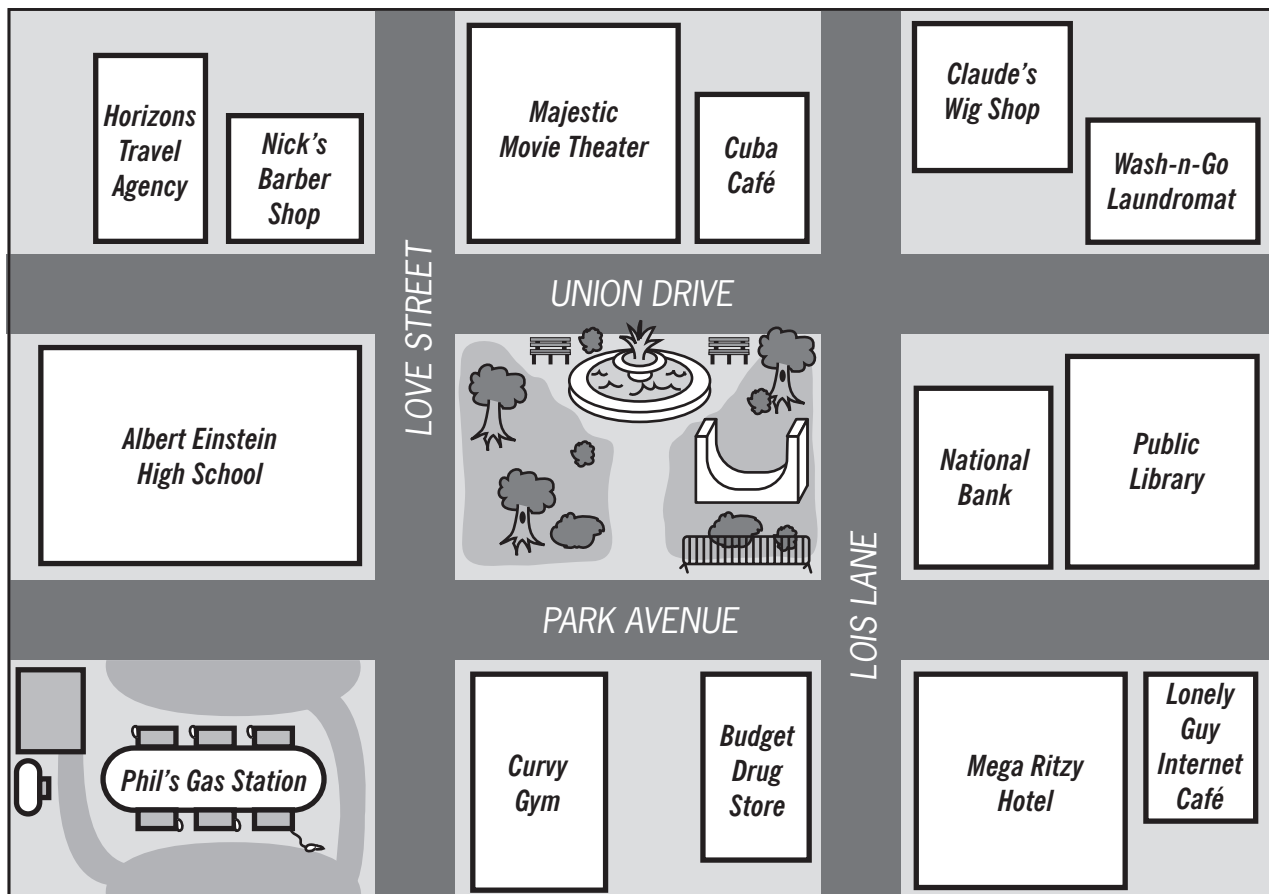 Horizons
Travel
Agency
Nick's
Barber
Shop
Majestic
Movie Theater
Cuba
Café
Claude's
Wig Shop
Wash-n-Go
Laundromat
LOVE STREET
UNION DRIVE
Albert Einstein
High School
National
Bank
Public
Library
PARK AVENUE
LOIS LANE
Phil's Gas Station
Curvy
Gym
Budget
Drug
Store
Mega Ritzy
Hotel
Lonely
Guy
Internet
Café